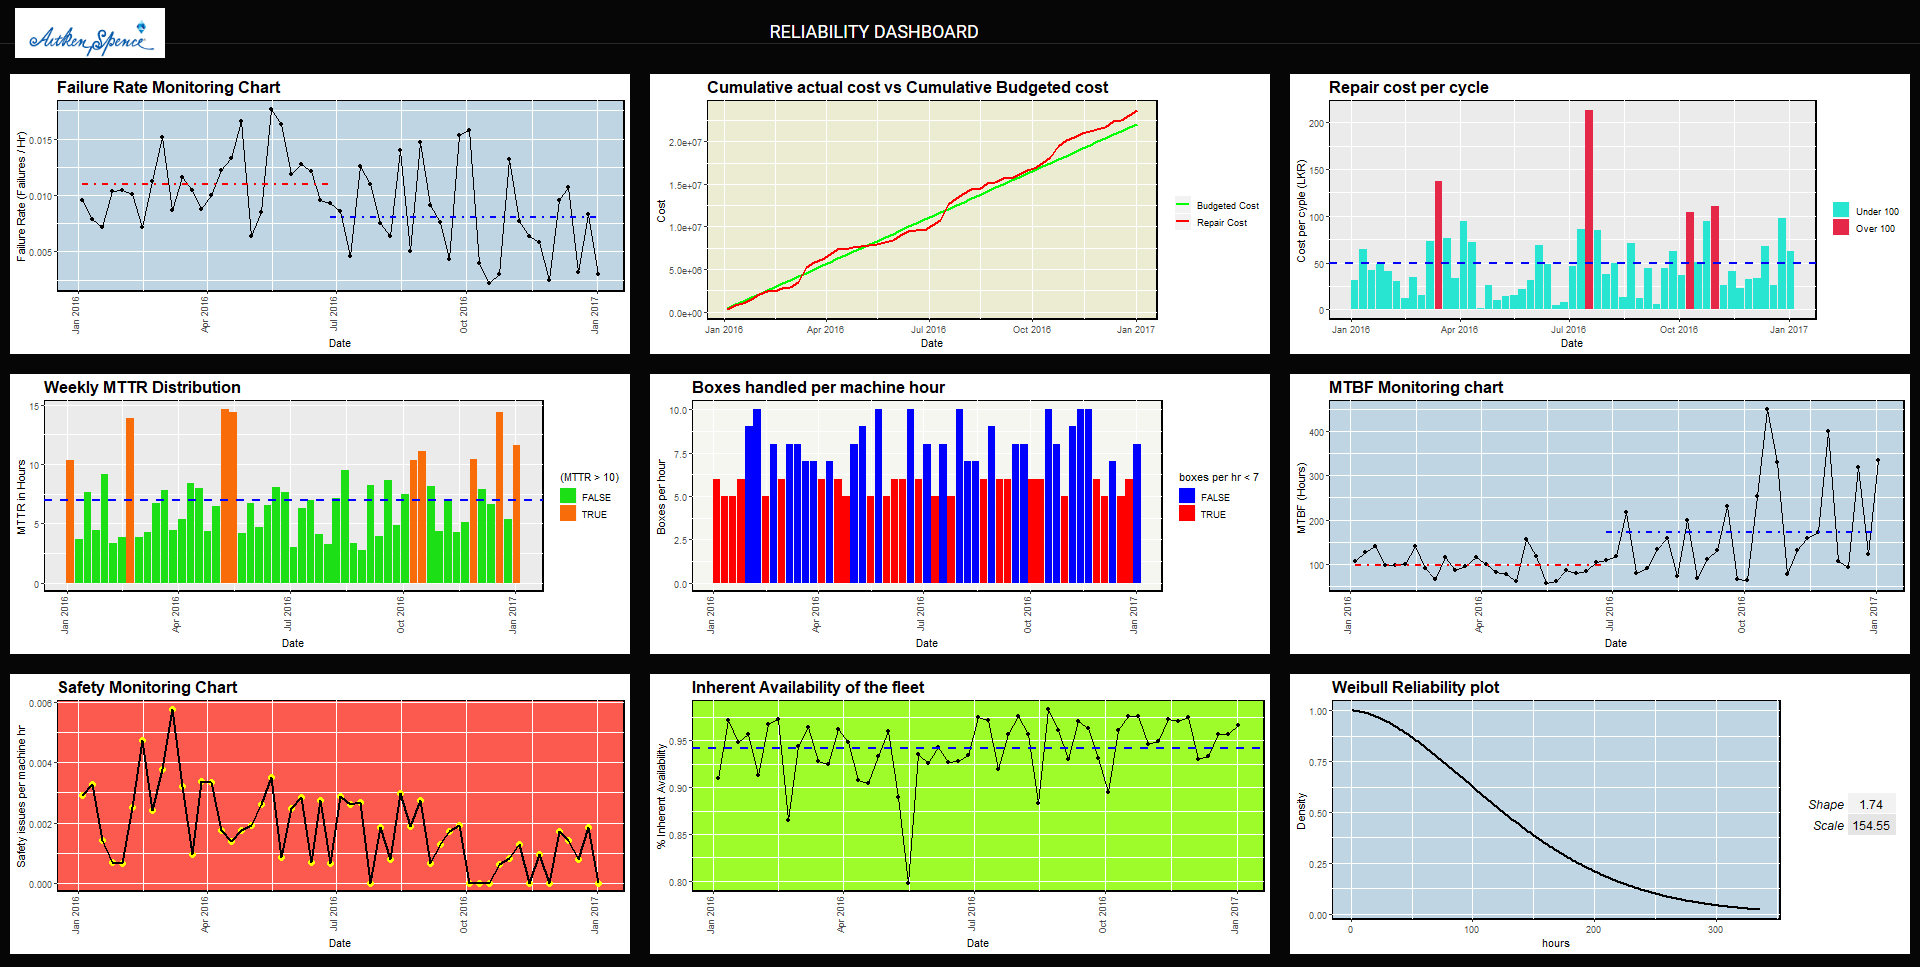 Aitken Spence
RELIABILITY DASHBOARD
Failure Rate Monitoring Chart
Failure Rate (Failures / Hr)
0.015
0.010
0.005
Jan 2016
Apr 2016
Jul 2016
Oct 2016
Jan 2017
Date
Cumulative actual cost vs Cumulative Budgeted cost
Cost
2.0e+07
1.5e+07
1.0e+07
5.0e+06
0.0e+00
Jan 2016
Apr 2016
Jul 2016
Oct 2016
Jan 2017
Date
Budgeted Cost
Repair Cost
Repair cost per cycle
Cost per cyple (LKR)
200
150
100
50
0
Jan 2016
Apr 2016
Jul 2016
Oct 2016
Jan 2017
Date
Under 100
Over 100
Weekly MTTR Distribution
MTTR in Hours
15
10
5
0
Jan 2016
Apr 2016
Jul 2016
Oct 2016
Jan 2017
Date
(MTTR > 10)
FALSE
TRUE
Boxes handled per machine hour
Boxes per hour
10.0
7.5
5.0
2.5
0.0
Jan 2016
Apr 2016
Jul 2016
Oct 2016
Jan 2017
Date
boxes per hr < 7
FALSE
TRUE
MTBF Monitoring chart
MTBF (Hours)
400
300
200
100
Jan 2016
Apr 2016
Jul 2016
Oct 2016
Jan 2017
Date
Safety Monitoring Chart
Safety issues per machine hr
0.006
0.004
0.002
0.000
Jan 2016
Apr 2016
Jul 2016
Oct 2016
Jan 2017
Date
Inherent Availability of the fleet
% Inherent Availability
0.95
0.90
0.85
0.80
Jan 2016
Apr 2016
Jul 2016
Oct 2016
Jan 2017
Date
Weibull Reliability plot
Density
1.00
0.75
0.50
0.25
0.00
0
100
200
300
hours
Shape 1.74
Scale 154.55